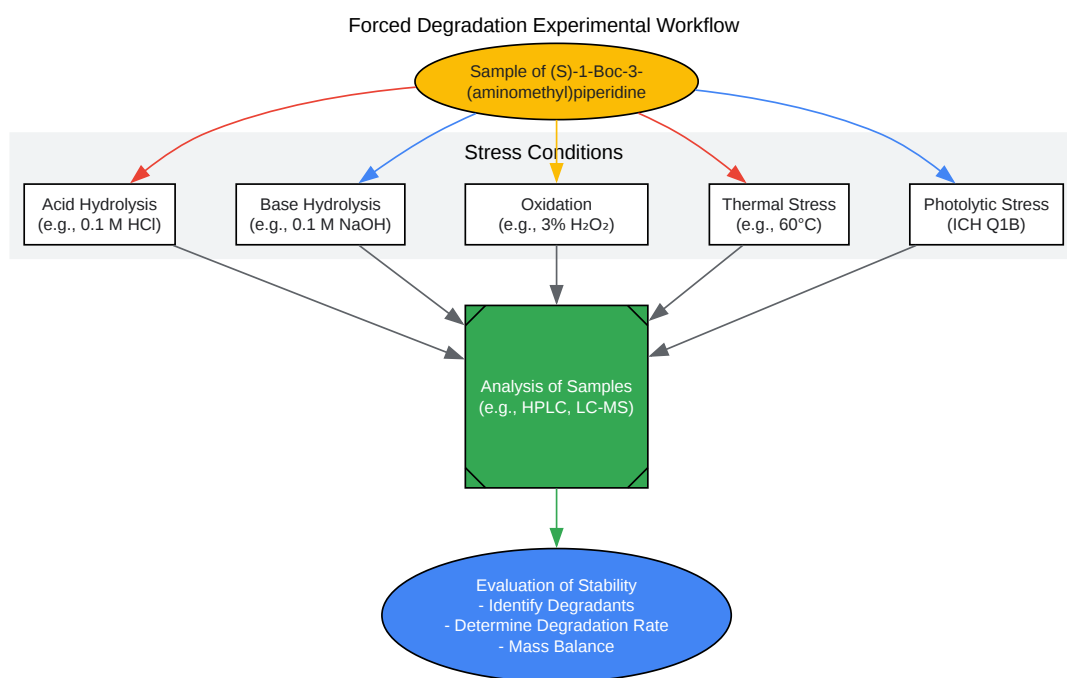 Forced Degradation Experimental Workflow
Sample of (S)-1-Boc-3-
(aminomethyl)piperidine
Stress Conditions
Acid Hydrolysis
(e.g., 0.1 M HCl)
Base Hydrolysis
(e.g., 0.1 M NaOH)
Oxidation
(e.g., 3% H₂O₂)
Thermal Stress
(e.g., 60°C)
Photolytic Stress
(ICH Q1B)
Analysis of Samples
(e.g., HPLC, LC-MS)
Evaluation of Stability
- Identify Degradants
- Determine Degradation Rate
- Mass Balance